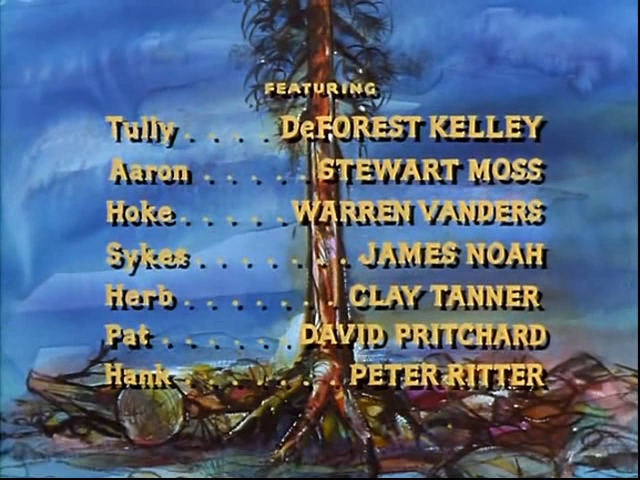 FEATURING
Tully . . . . DeFOREST KELLEY
Aaron . . . . . STEWART MOSS
Hoke . . . . . WARREN VANDERS
Sykes . . . . . . . JAMES NOAH
Herb . . . . . . . CLAY TANNER
Pat . . . . . . DAVID PRITCHARD
Hank . . . . . . . PETER RITTER